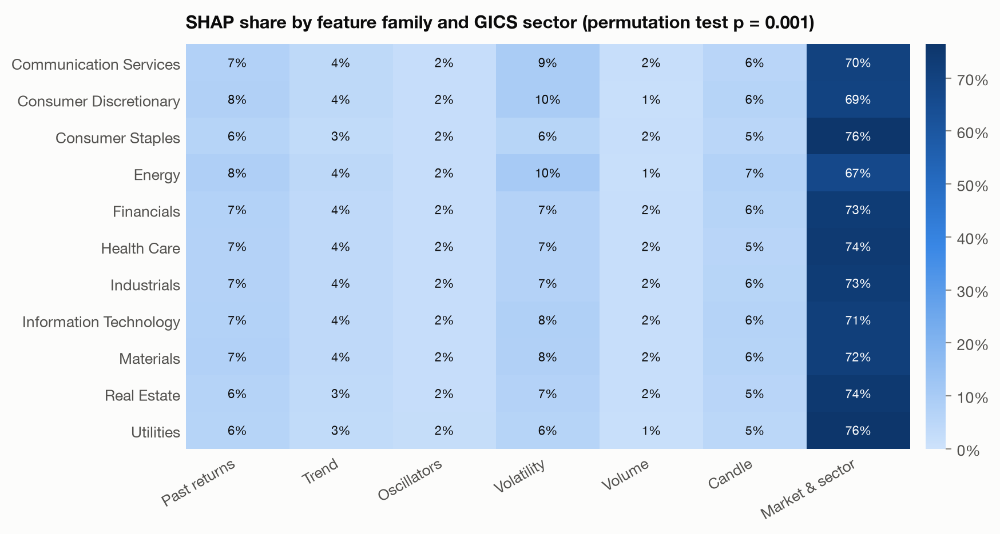 SHAP share by feature family and GICS sector (permutation test p = 0.001)
Communication Services 7% 4% 2% 9% 2% 6% 70%
Consumer Discretionary 8% 4% 2% 10% 1% 6% 69%
Consumer Staples 6% 3% 2% 6% 2% 5% 76%
Energy 8% 4% 2% 10% 1% 7% 67%
Financials 7% 4% 2% 7% 2% 6% 73%
Health Care 7% 4% 2% 7% 2% 5% 74%
Industrials 7% 4% 2% 7% 2% 6% 73%
Information Technology 7% 4% 2% 8% 2% 6% 71%
Materials 7% 4% 2% 8% 2% 6% 72%
Real Estate 6% 3% 2% 7% 2% 5% 74%
Utilities 6% 3% 2% 6% 1% 5% 76%
Past returns Trend Oscillators Volatility Volume Candle Market & sector
70%
60%
50%
40%
30%
20%
10%
0%